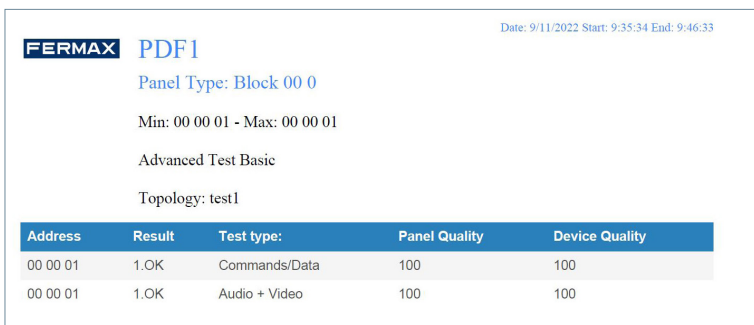 Date: 9/11/2022 Start: 9:35:34 End: 9:46:33
FERMAX PDF1
Panel Type: Block 00 0
Min: 00 00 01 - Max: 00 00 01
Advanced Test Basic
Topology: test1
Address Result Test type: Panel Quality Device Quality
00 00 01 1.OK Commands/Data 100 100
00 00 01 1.OK Audio + Video 100 100